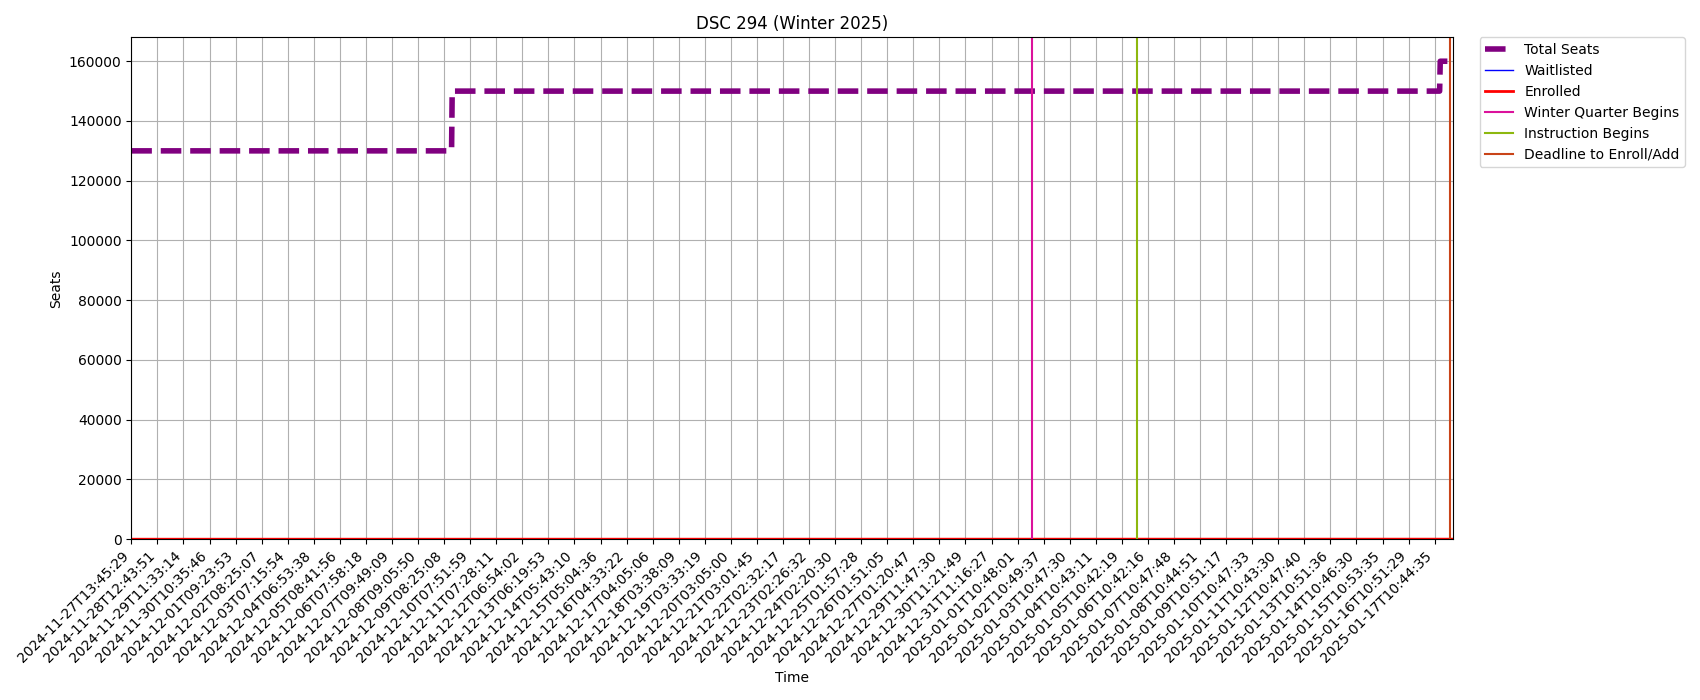 DSC 294 (Winter 2025)
160000
140000
120000
100000
80000
60000
40000
20000
0
Seats
Total Seats
Waitlisted
Enrolled
Winter Quarter Begins
Instruction Begins
Deadline to Enroll/Add
2024-11-27T13:45:29
2024-11-28T12:43:51
2024-11-29T11:33:14
2024-11-30T10:35:46
2024-12-01T09:23:53
2024-12-02T08:25:07
2024-12-03T07:15:54
2024-12-04T06:53:38
2024-12-05T08:41:56
2024-12-06T07:58:18
2024-12-07T09:49:09
2024-12-08T09:05:50
2024-12-09T08:25:08
2024-12-10T07:51:59
2024-12-11T07:28:11
2024-12-12T06:54:02
2024-12-13T06:19:53
2024-12-14T05:43:10
2024-12-15T05:04:36
2024-12-16T04:33:22
2024-12-17T04:05:06
2024-12-18T03:38:09
2024-12-19T03:33:19
2024-12-20T03:05:00
2024-12-21T03:01:45
2024-12-22T02:32:17
2024-12-23T02:26:32
2024-12-24T02:20:30
2024-12-25T01:57:28
2024-12-26T01:51:05
2024-12-27T01:20:47
2024-12-29T11:47:30
2024-12-30T11:21:49
2024-12-31T11:16:27
2025-01-01T10:48:01
2025-01-02T10:49:37
2025-01-03T10:47:30
2025-01-04T10:43:11
2025-01-05T10:42:19
2025-01-06T10:42:16
2025-01-07T10:47:48
2025-01-08T10:44:51
2025-01-09T10:51:17
2025-01-10T10:47:33
2025-01-11T10:43:30
2025-01-12T10:47:40
2025-01-13T10:51:36
2025-01-14T10:46:30
2025-01-15T10:53:35
2025-01-16T10:51:29
2025-01-17T10:44:35
Time